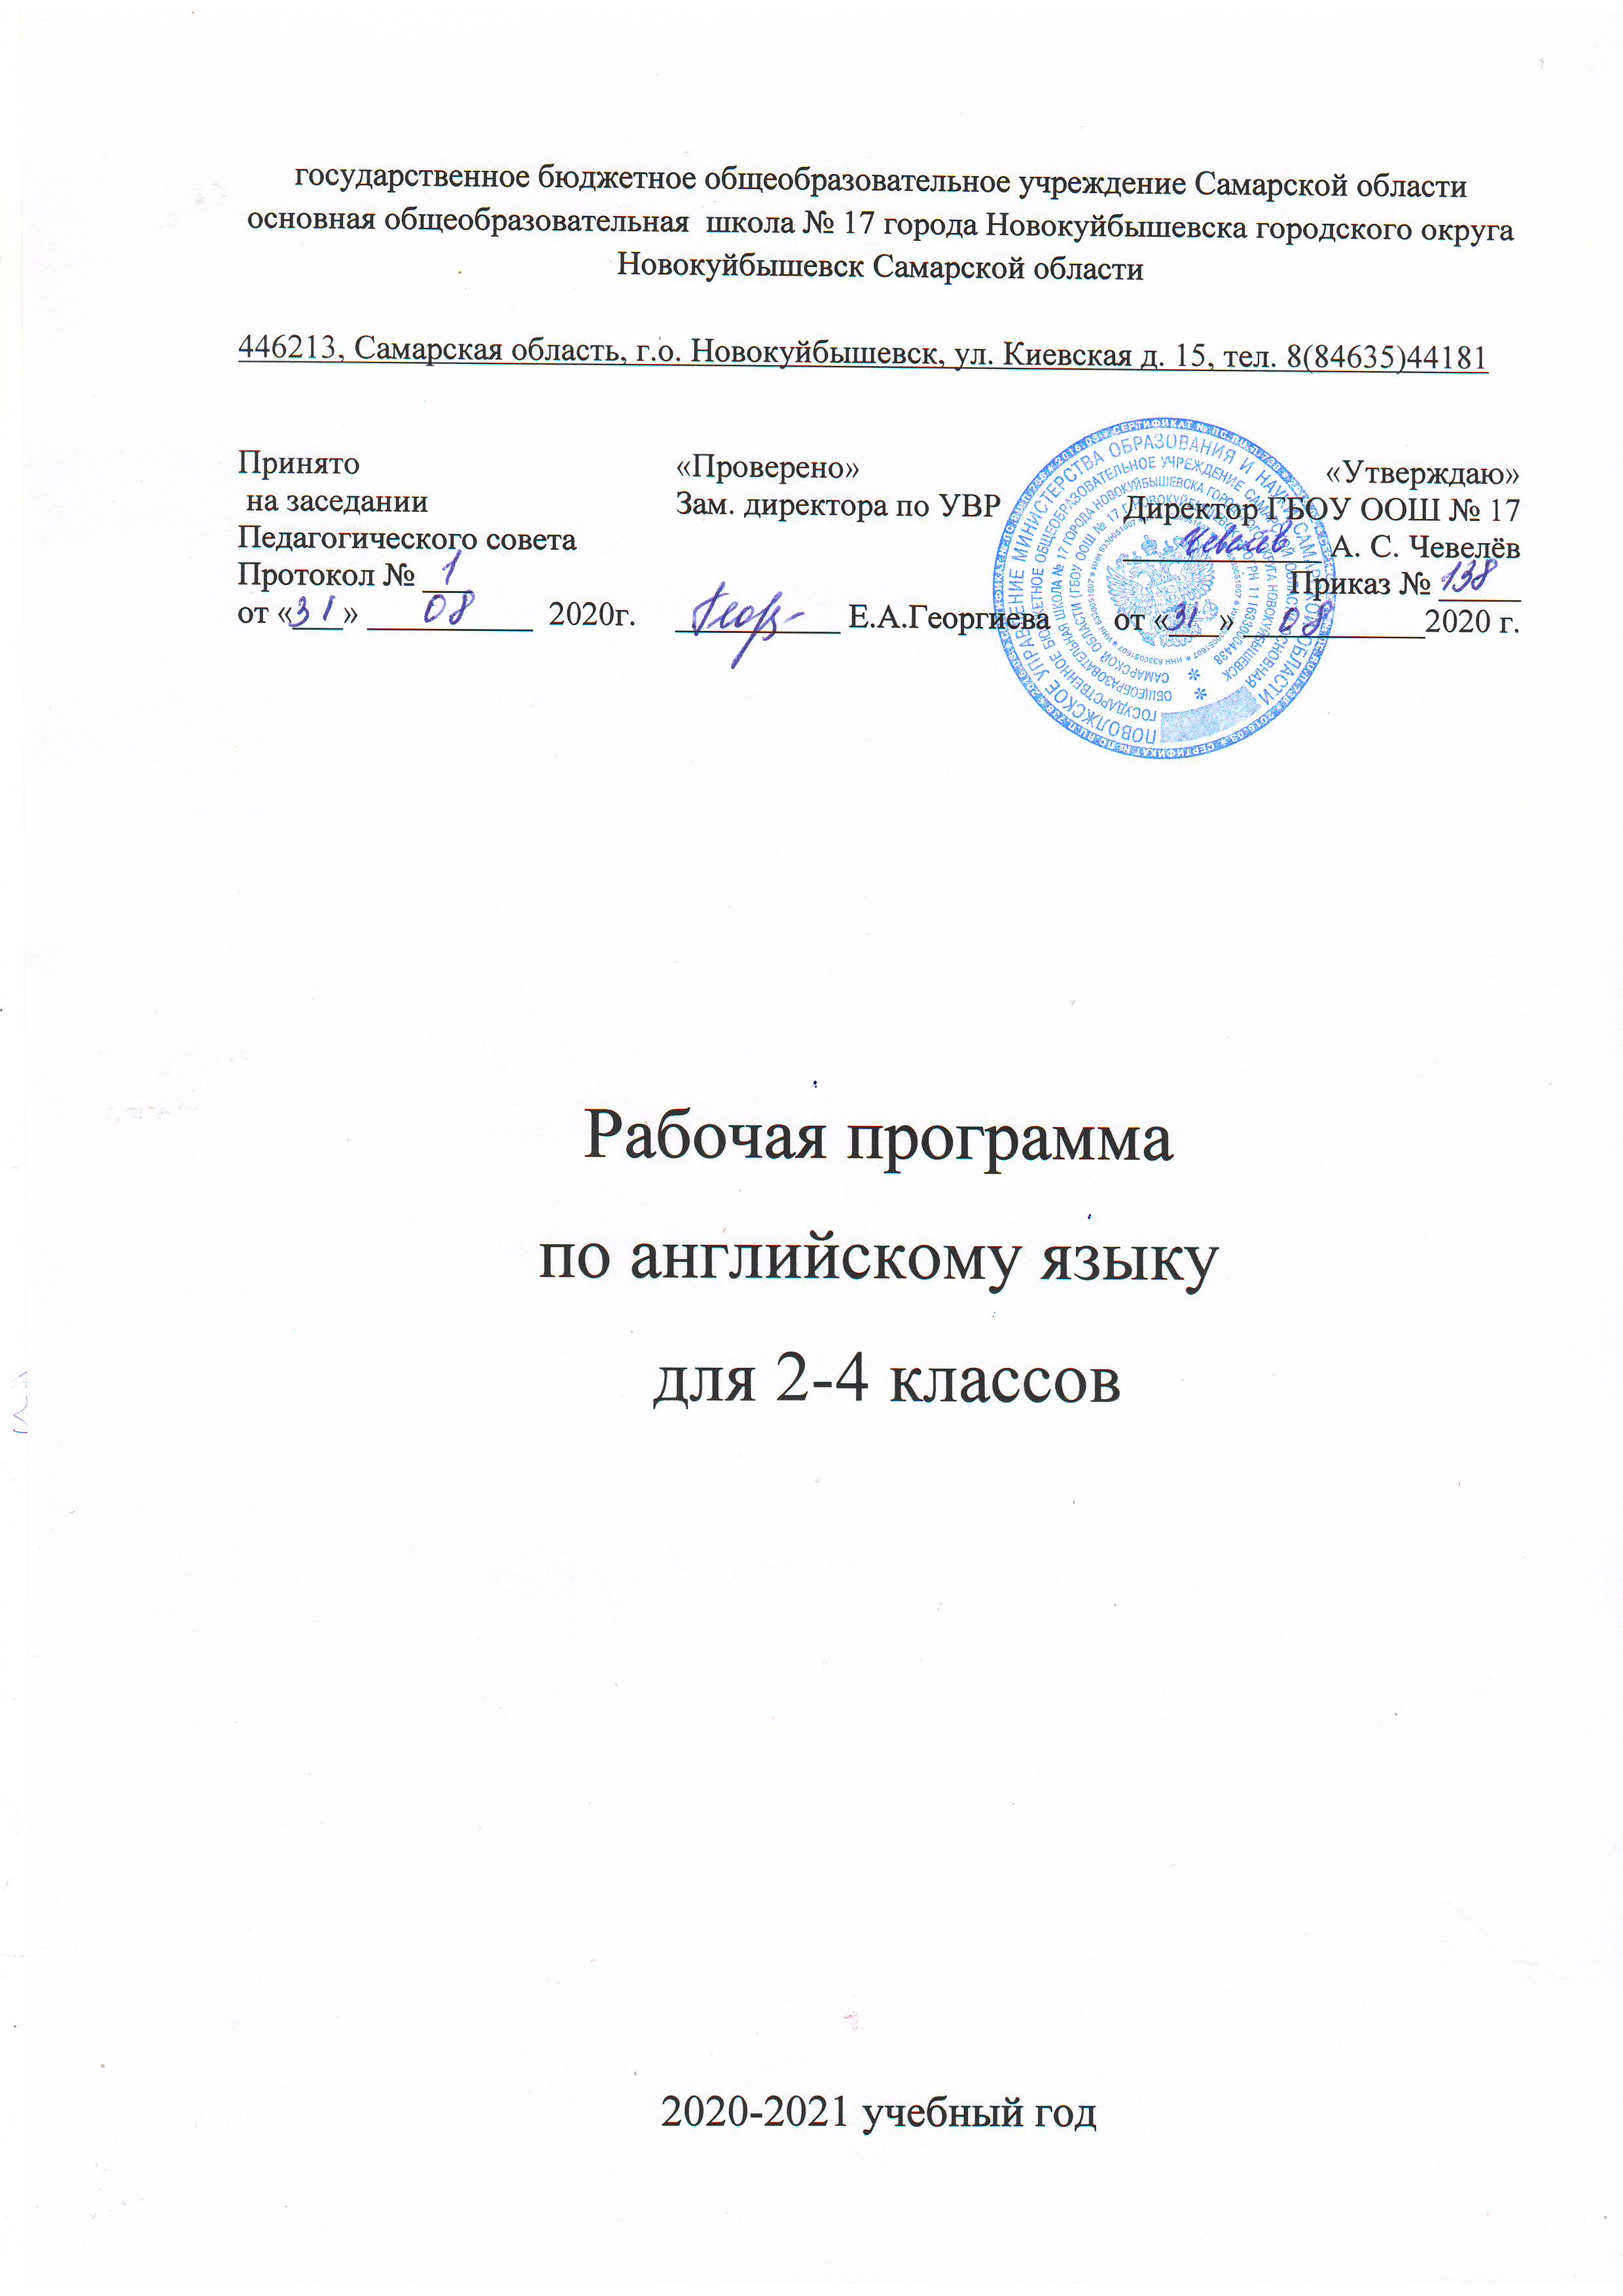 государственное бюджетное общеобразовательное учреждение Самарской области
основная общеобразовательная школа № 17 города Новокуйбышевска городского округа
Новокуйбышевск Самарской области
446213, Самарская область, г.о. Новокуйбышевск, ул. Киевская д. 15, тел. 8(84635)44181
Принято
на заседании
Педагогического совета
Протокол № 1
от «31» 08 2020г.
«Проверено»
Зам. директора по УВР
Е.А.Георгиева
«Утверждаю»
Директор ГБОУ ООШ № 17
А. С. Чевелёв
Приказ № 138
от «31» 08 2020 г.
Рабочая программа
по английскому языку
для 2-4 классов
2020-2021 учебный год